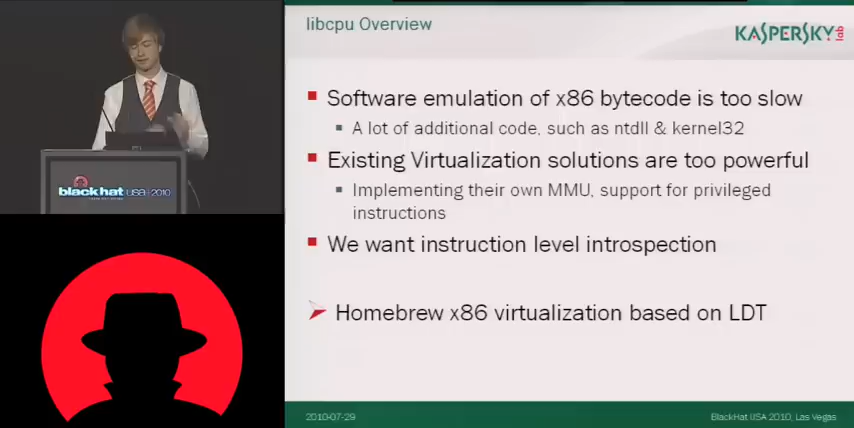 libcpu Overview
KASPERSKY lab
Software emulation of x86 bytecode is too slow
A lot of additional code, such as ntdll & kernel32
Existing Virtualization solutions are too powerful
Implementing their own MMU, support for privileged
instructions
We want instruction level introspection
Homebrew x86 virtualization based on LDT
2010-07-29
BlackHat USA 2010, Las Vegas
black hat USA 2010